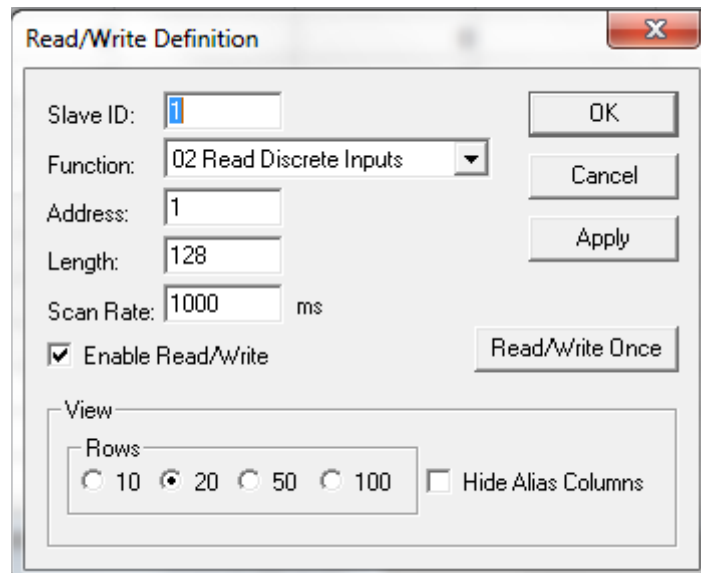 Read/Write Definition
Slave ID: 1
OK
Function: 02 Read Discrete Inputs
Cancel
Address: 1
Apply
Length: 128
Scan Rate: 1000 ms
Enable Read/Write
Read/Write Once
View
Rows
10 20 50 100
Hide Alias Columns